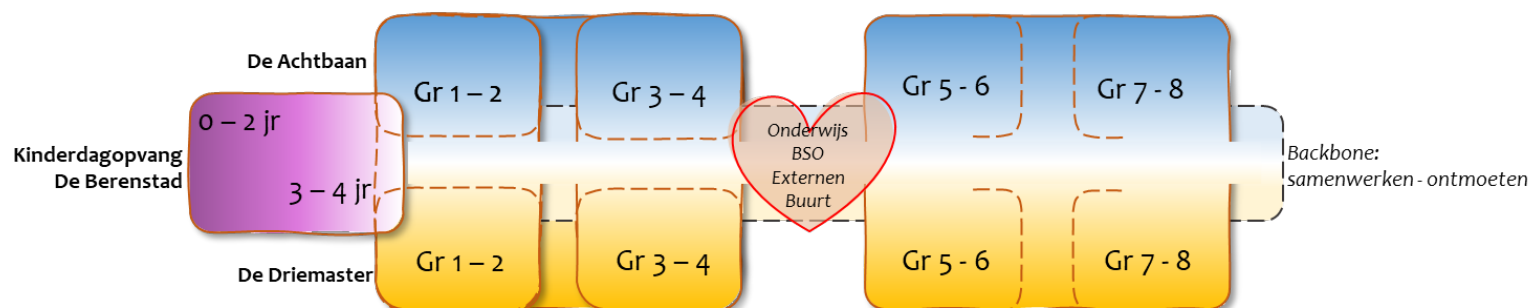 De Achtbaan
Gr 1 – 2
Gr 3 – 4
Gr 5 - 6
Gr 7 - 8
0 – 2 jr
3 – 4 jr
Kinderdagopvang
De Berenstad
Onderwijs
BSO
Externen
Buurt
Backbone:
samenwerken - ontmoeten
De Driemaster
Gr 1 – 2
Gr 3 – 4
Gr 5 - 6
Gr 7 - 8